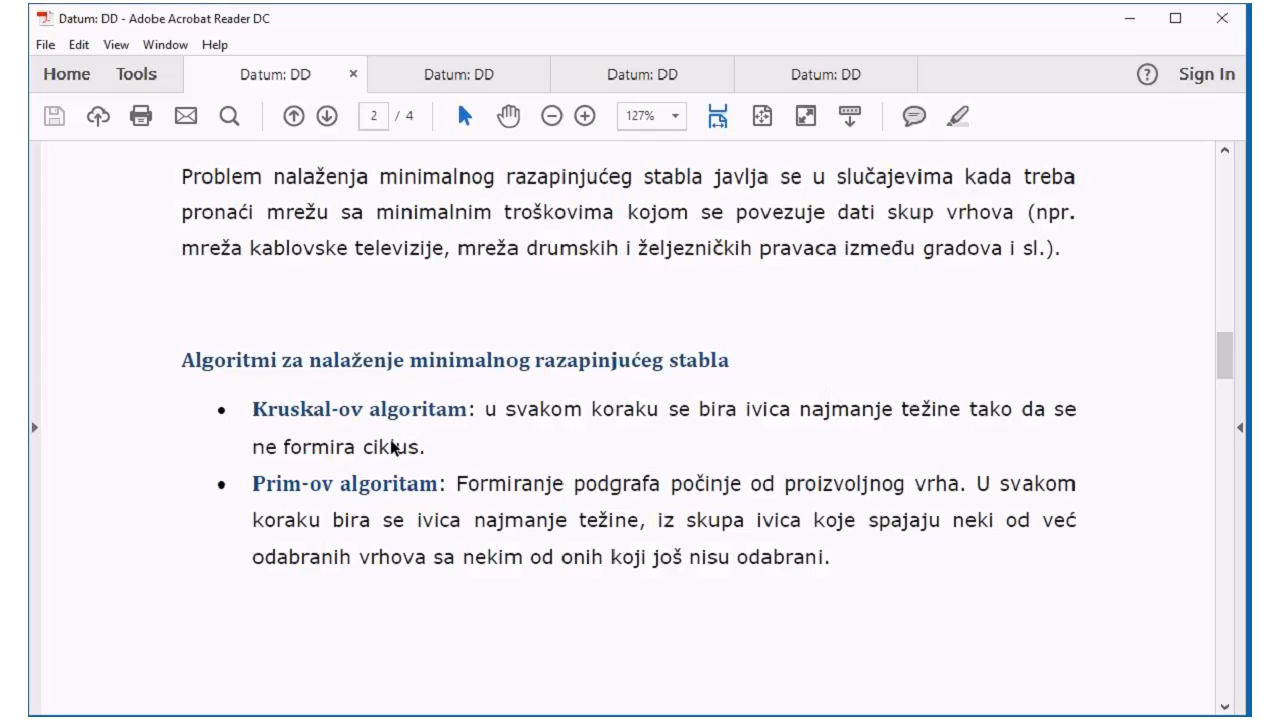 Datum: DD - Adobe Acrobat Reader DC
File Edit View Window Help
Home Tools Datum: DD Datum: DD Datum: DD Datum: DD Sign In
2 / 4 127%
Problem nalaženja minimalnog razapinjućeg stabla javlja se u slučajevima kada treba
pronaći mrežu sa minimalnim troškovima kojom se povezuje dati skup vrhova (npr.
mreža kablovske televizije, mreža drumskih i željezničkih pravaca između gradova i sl.).
Algoritmi za nalaženje minimalnog razapinjućeg stabla
• Kruskal-ov algoritam: u svakom koraku se bira ivica najmanje težine tako da se
ne formira ciklus.
• Prim-ov algoritam: Formiranje podgrafa počinje od proizvoljnog vrha. U svakom
koraku bira se ivica najmanje težine, iz skupa ivica koje spajaju neki od već
odabranih vrhova sa nekim od onih koji još nisu odabrani.